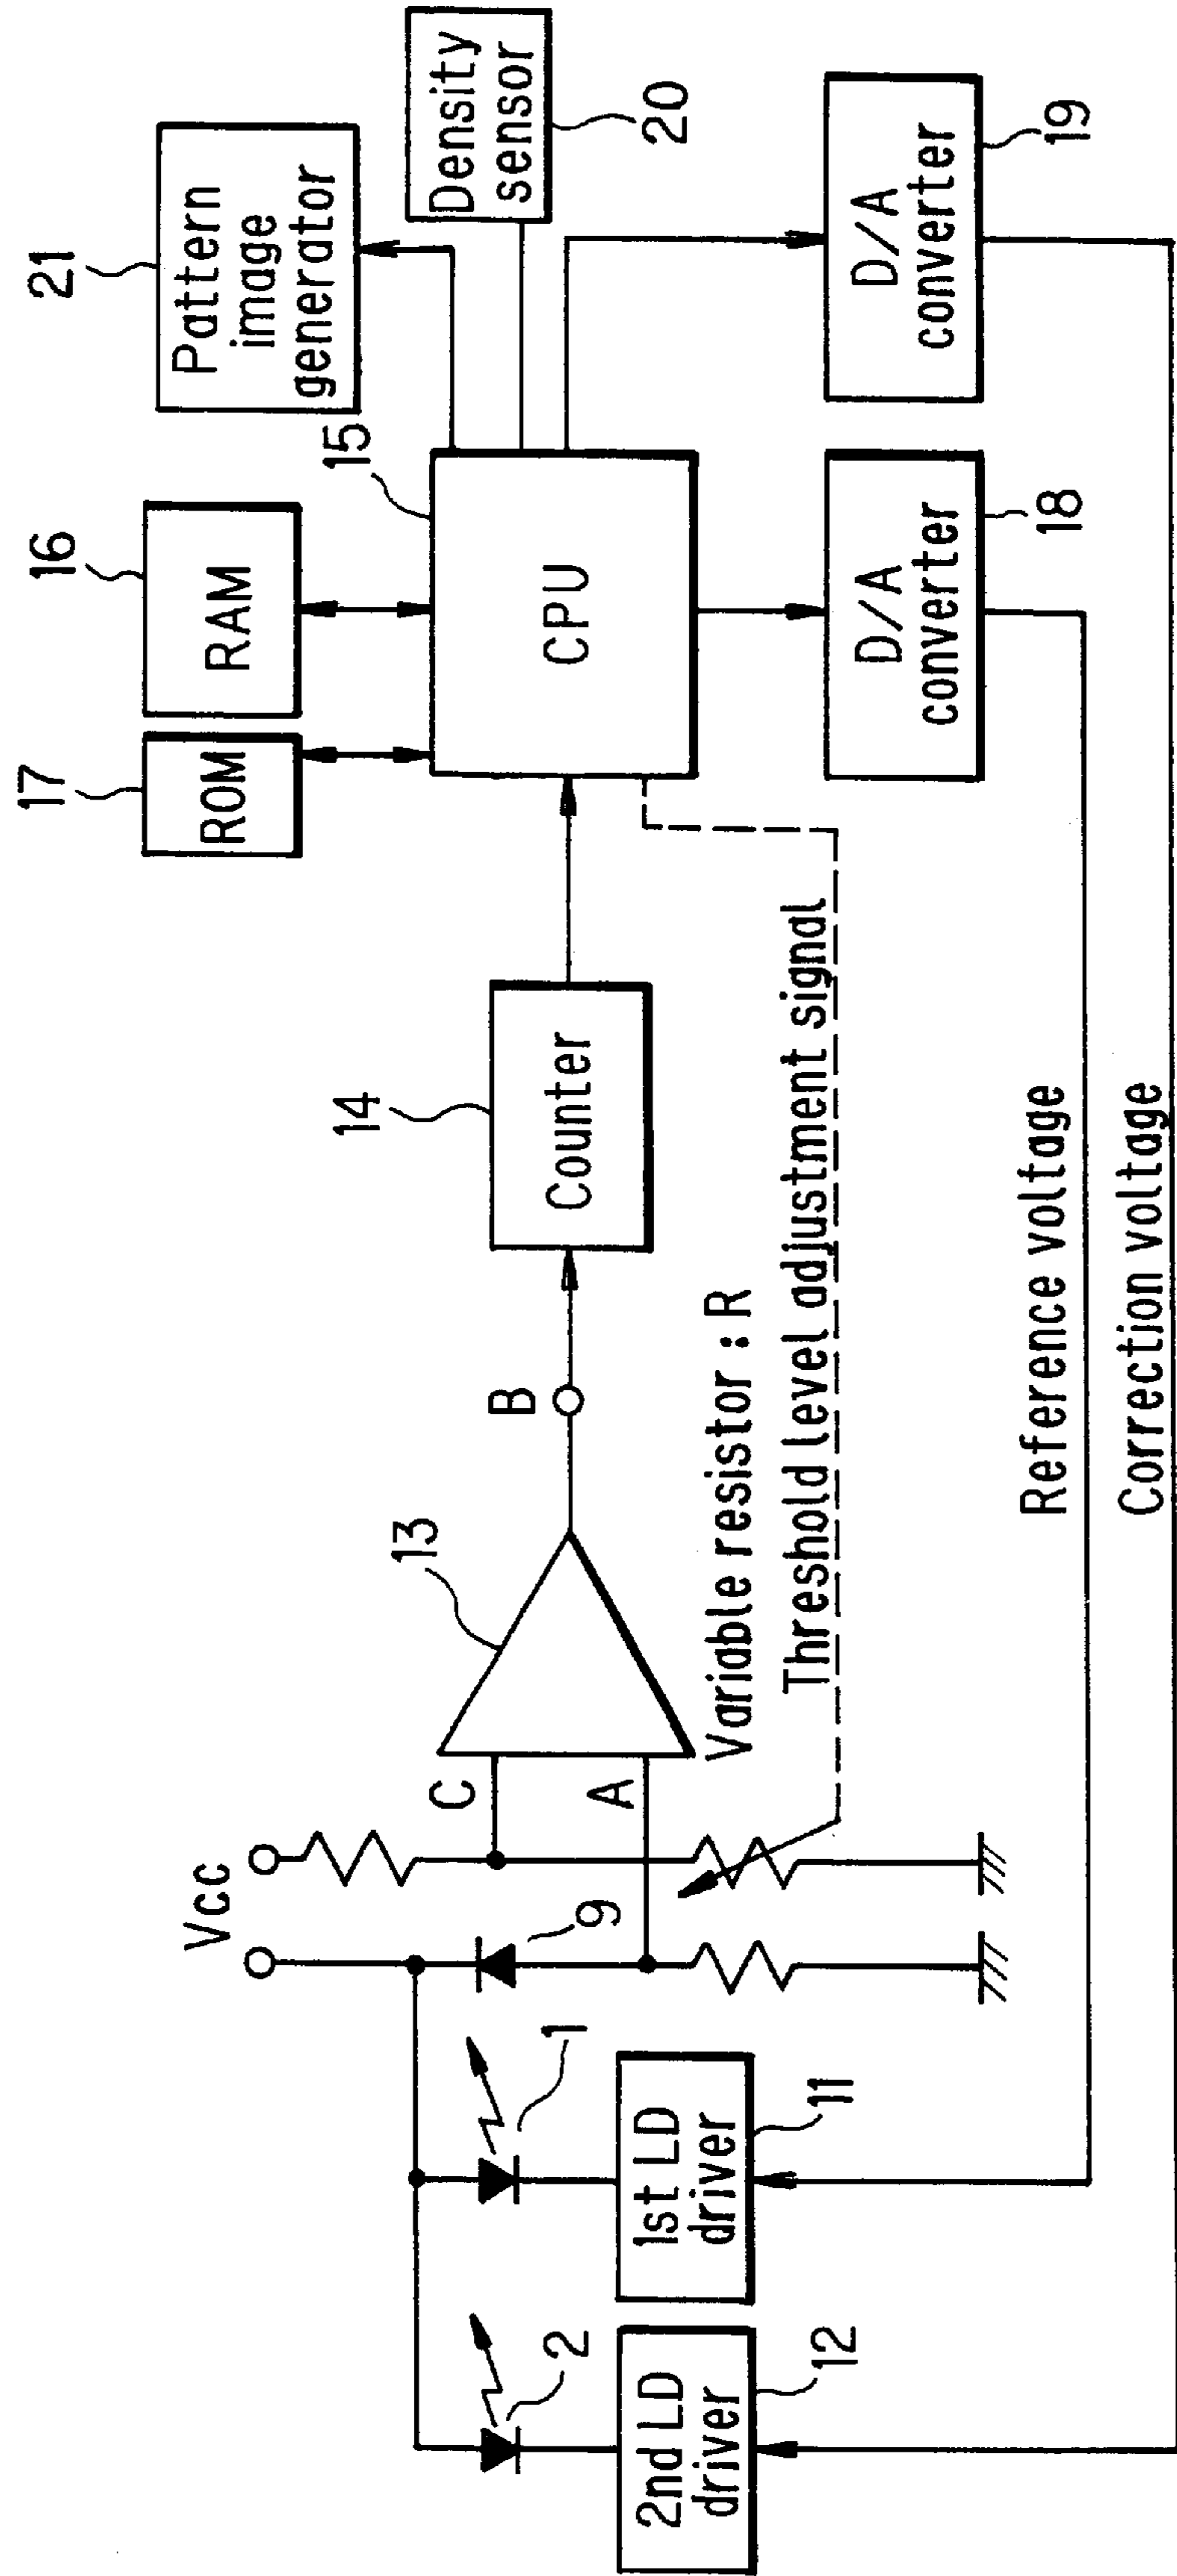 21
Pattern
image
generator
Density
sensor
20
16
RAM
17
ROM
15
CPU
D/A
converter
19
D/A
converter
18
14
Counter
B
13
C
A
Variable resistor : R
Threshold level adjustment signal
Vcc
9
1
2
1st LD
driver
11
2nd LD
driver
12
Reference voltage
Correction voltage